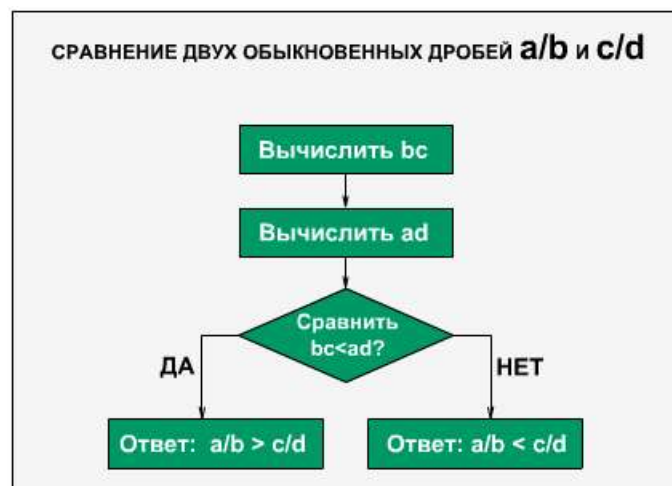 СРАВНЕНИЕ ДВУХ ОБЫКНОВЕННЫХ ДРОБЕЙ a/b И c/d
Вычислить bc
Вычислить ad
Сравнить
bc<ad?
ДА
НЕТ
Ответ: a/b > c/d
Ответ: a/b < c/d